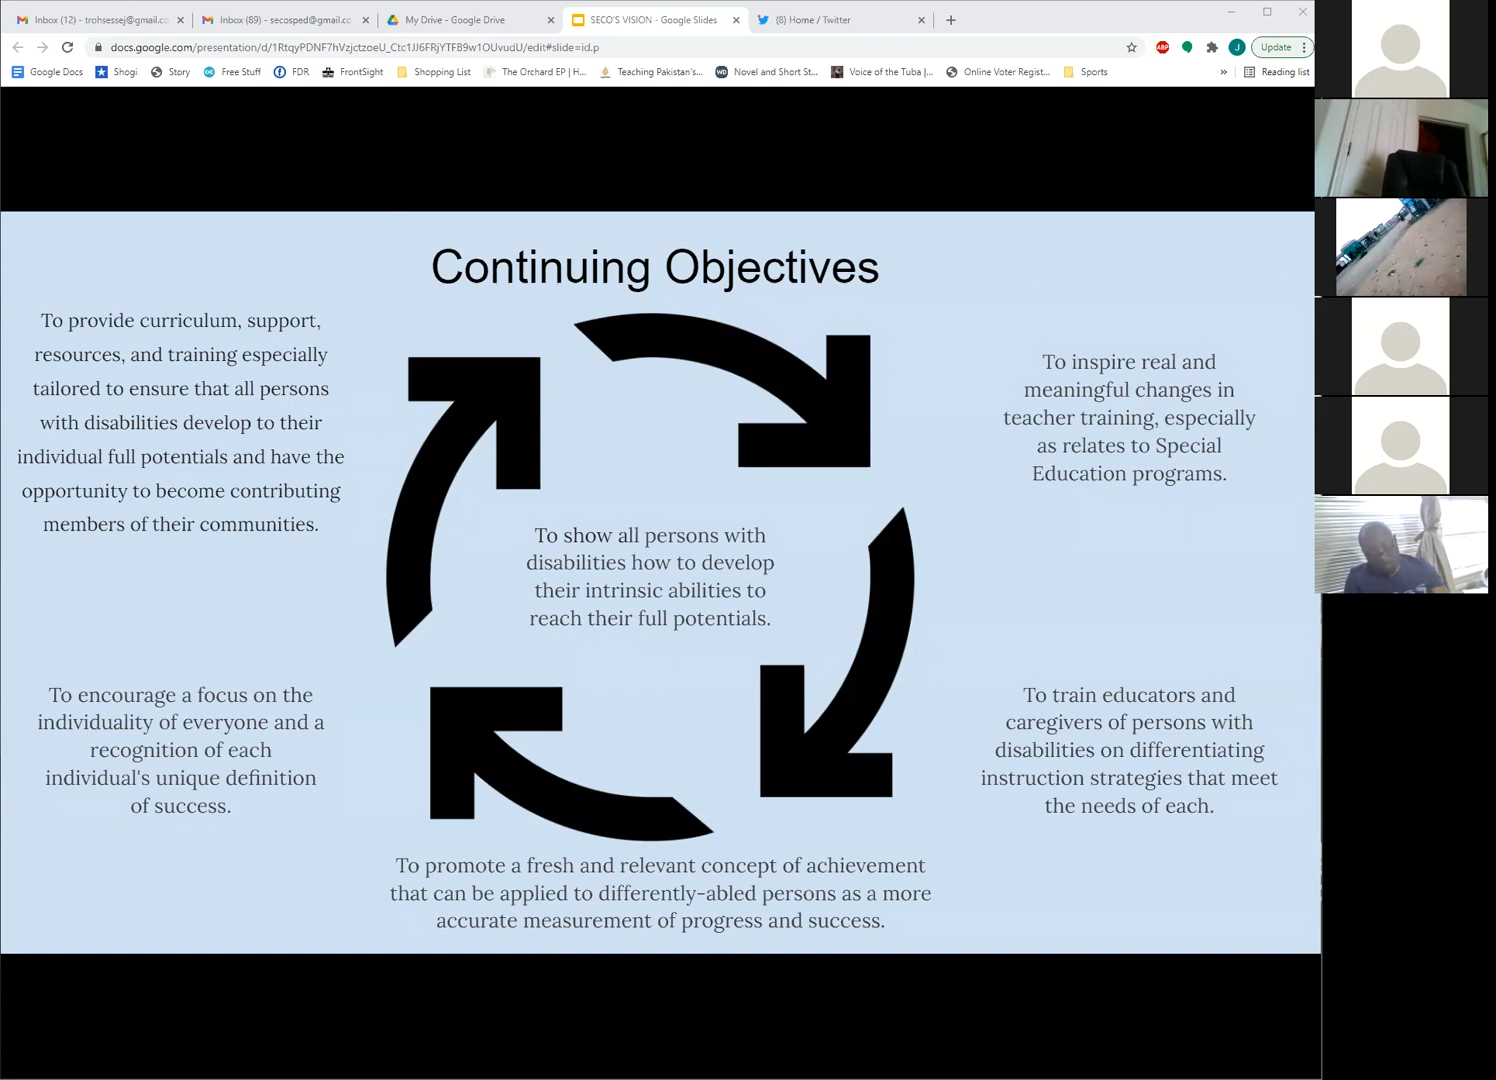 Inbox (12) - trohsessej@gmail.cc
Inbox (89) - secosped@gmail.co
My Drive - Google Drive
SECO'S VISION - Google Slides
(8) Home / Twitter
docs.google.com/presentation/d/1RtqyPDNF7hVzjctzoeU_Ctc1JJ6FRjYTFB9w1OUvudU/edit#slide=id.p
ABP
J
Update
Google Docs
Shogi
Story
Free Stuff
FDR
FrontSight
Shopping List
The Orchard EP | H...
Teaching Pakistan's...
Novel and Short St...
Voice of the Tuba |...
Online Voter Regist...
Sports
»
Reading list
Continuing Objectives
To provide curriculum, support,
resources, and training especially
tailored to ensure that all persons
with disabilities develop to their
individual full potentials and have the
opportunity to become contributing
members of their communities.
To inspire real and
meaningful changes in
teacher training, especially
as relates to Special
Education programs.
To show all persons with
disabilities how to develop
their intrinsic abilities to
reach their full potentials.
To encourage a focus on the
individuality of everyone and a
recognition of each
individual's unique definition
of success.
To train educators and
caregivers of persons with
disabilities on differentiating
instruction strategies that meet
the needs of each.
To promote a fresh and relevant concept of achievement
that can be applied to differently-abled persons as a more
accurate measurement of progress and success.